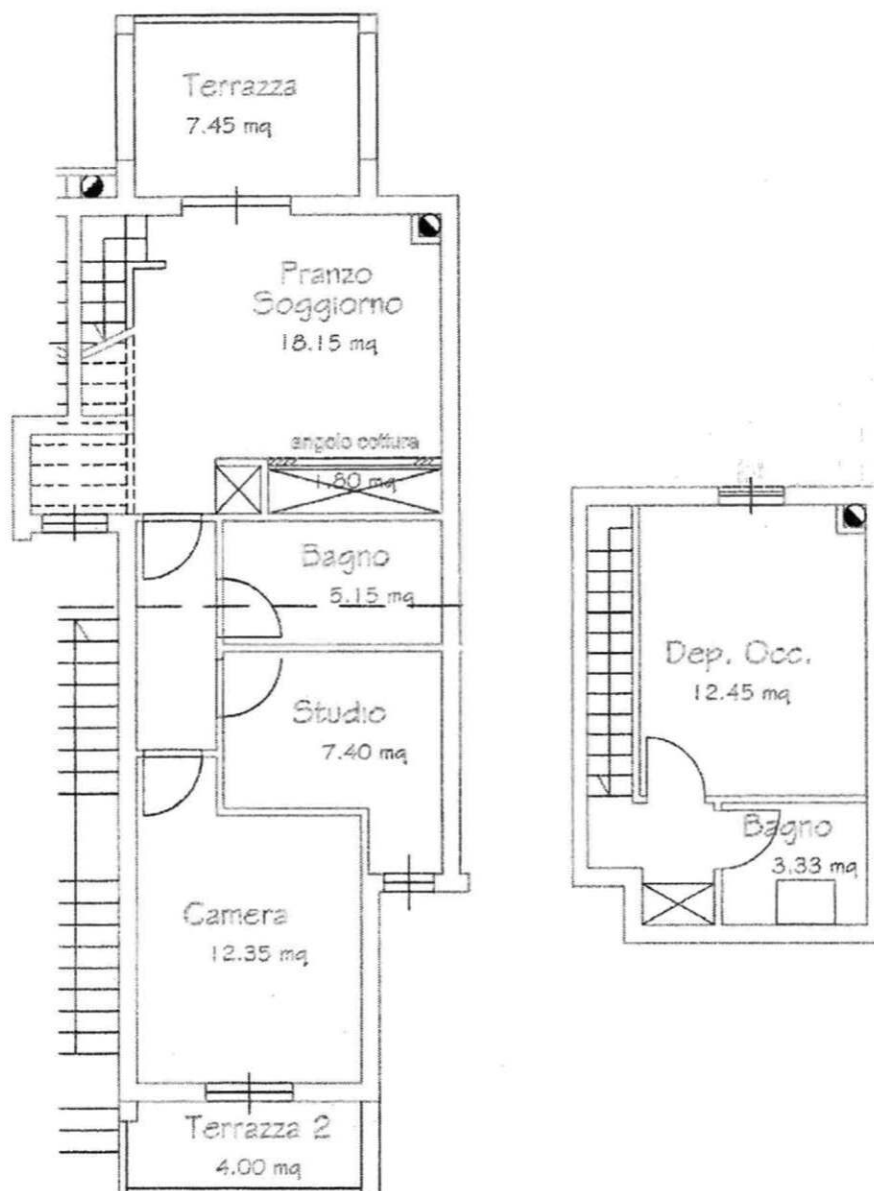 Terrazza
7.45 mq
Pranzo
Soggiorno
18.15 mq
angolo cottura
1.80 mq
Bagno
5.15 mq
Studio
7.40 mq
Camera
12.35 mq
Terrazza 2
4.00 mq
Dep. Occ.
12.45 mq
Bagno
3.33 mq